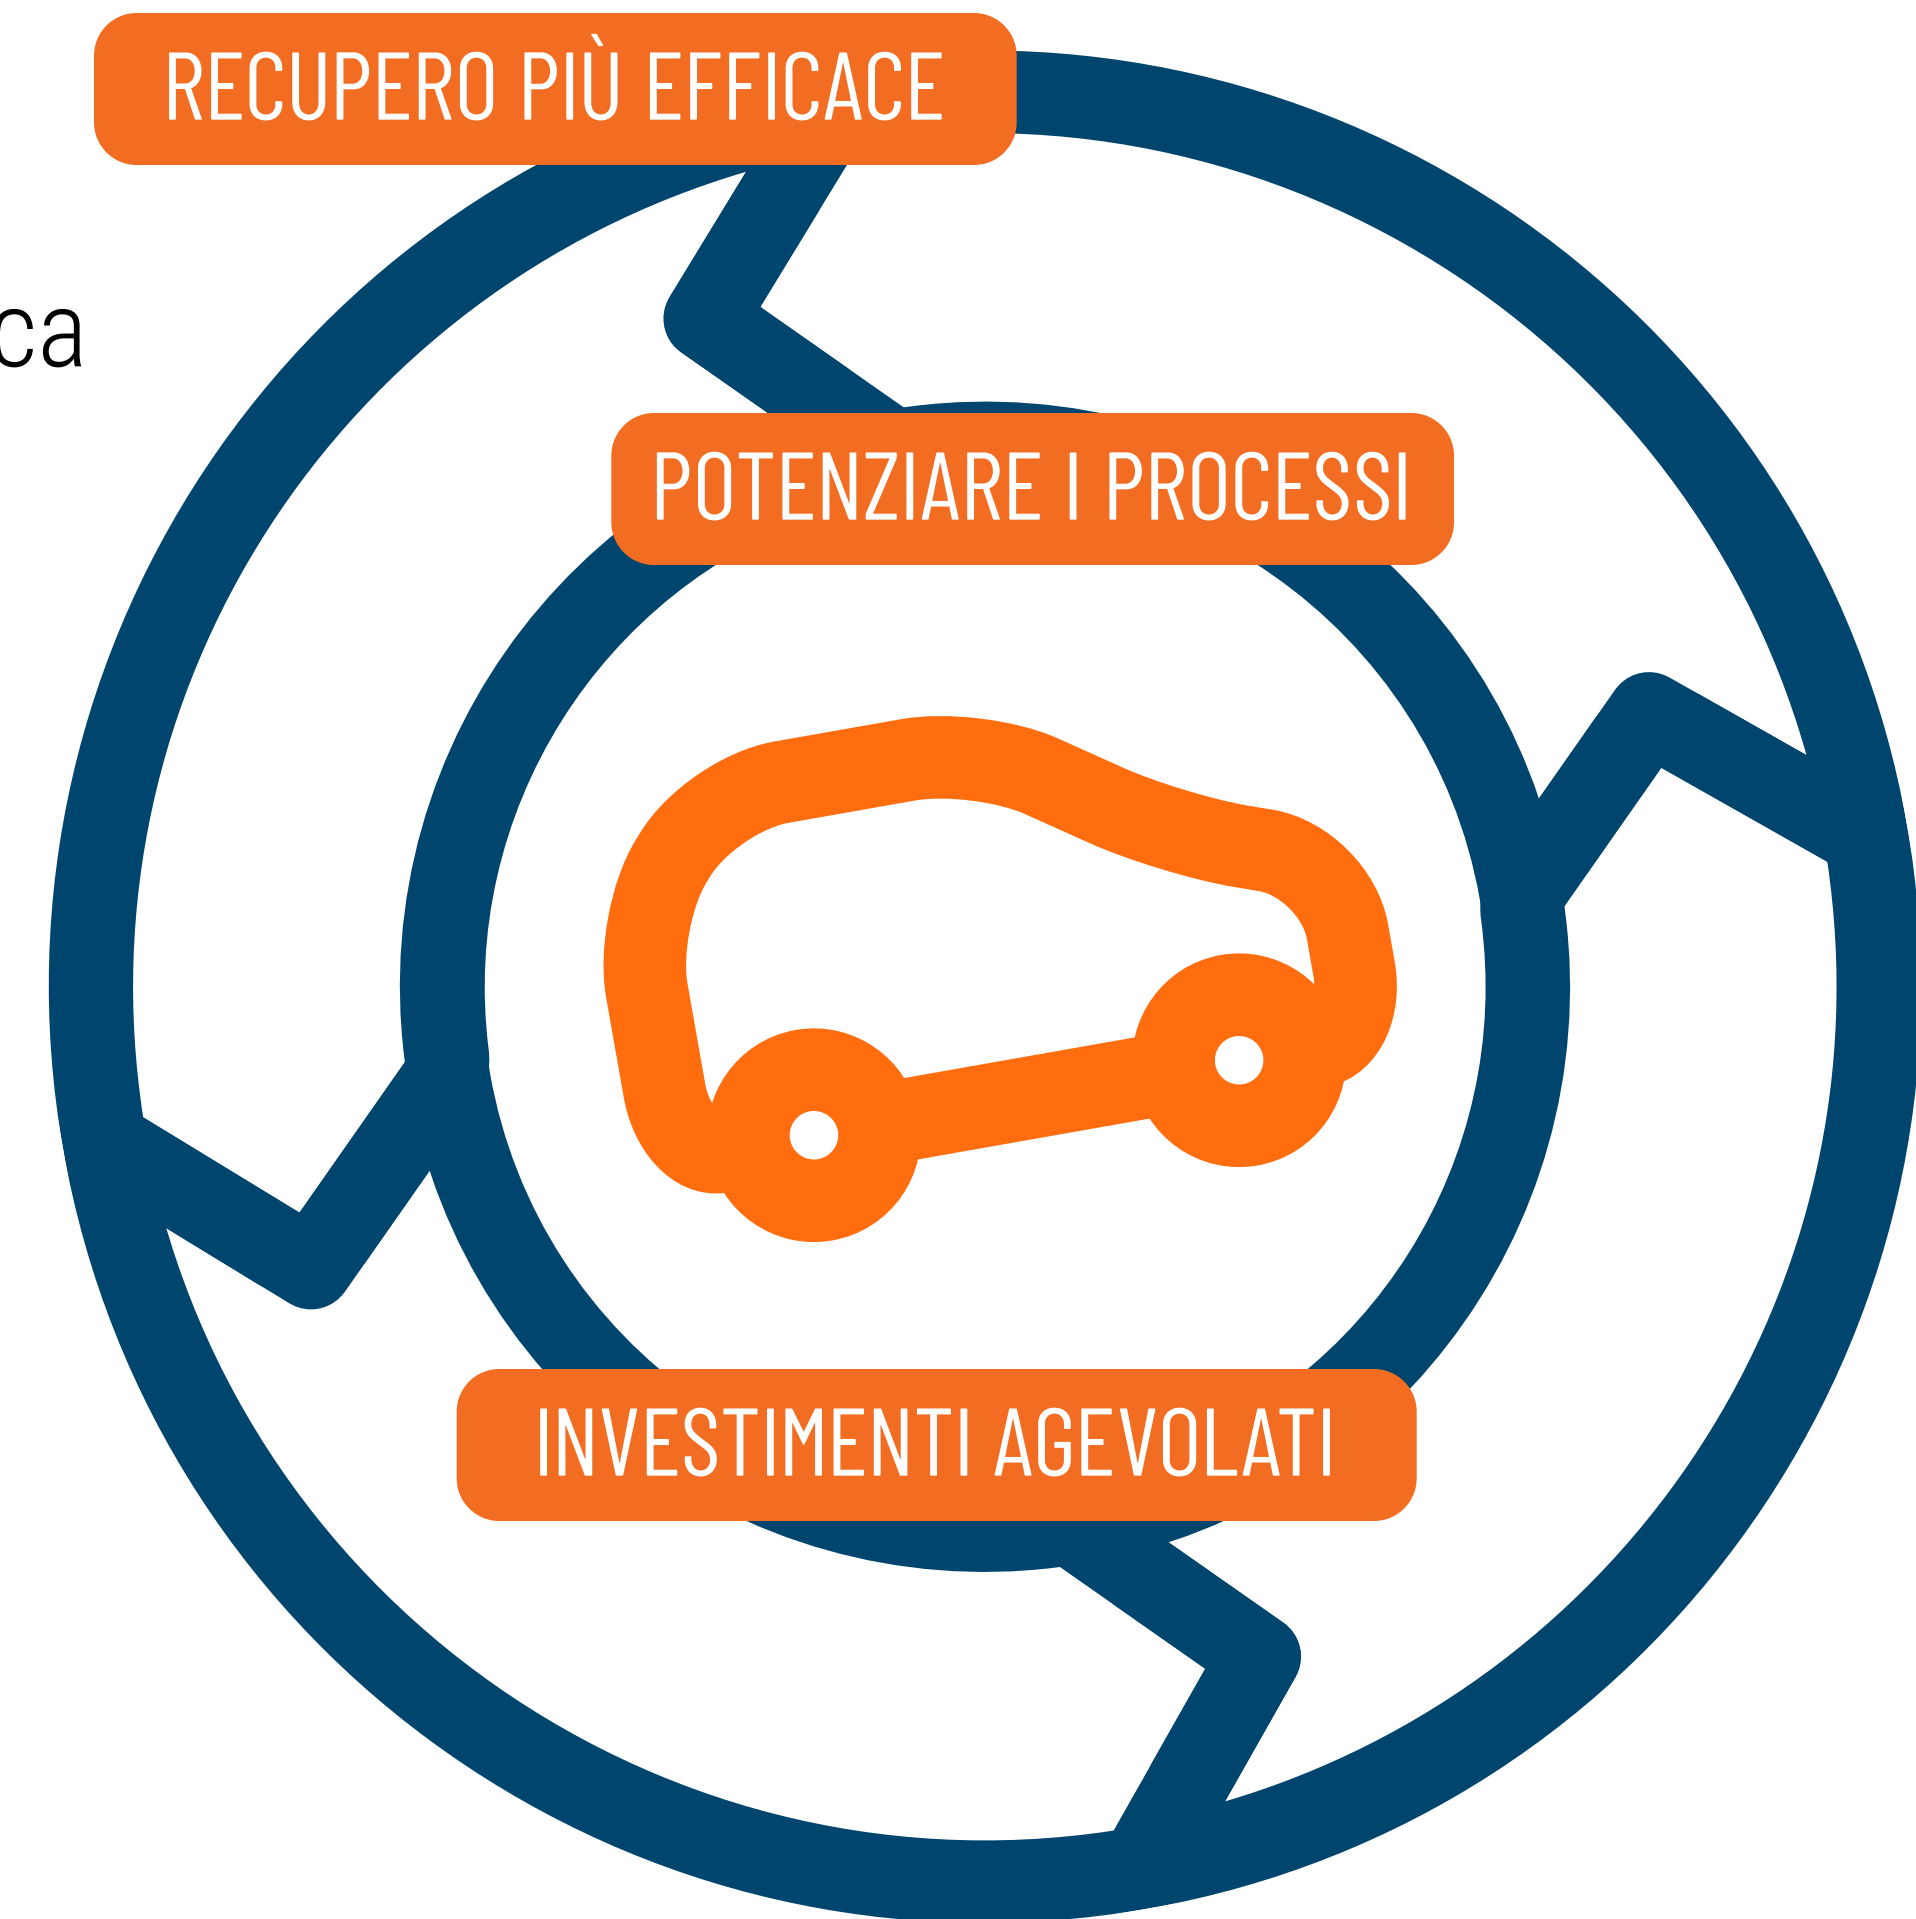 RECUPERO PIÙ EFFICACE
ca
POTENZIARE I PROCESSI
INVESTIMENTI AGEVOLATI